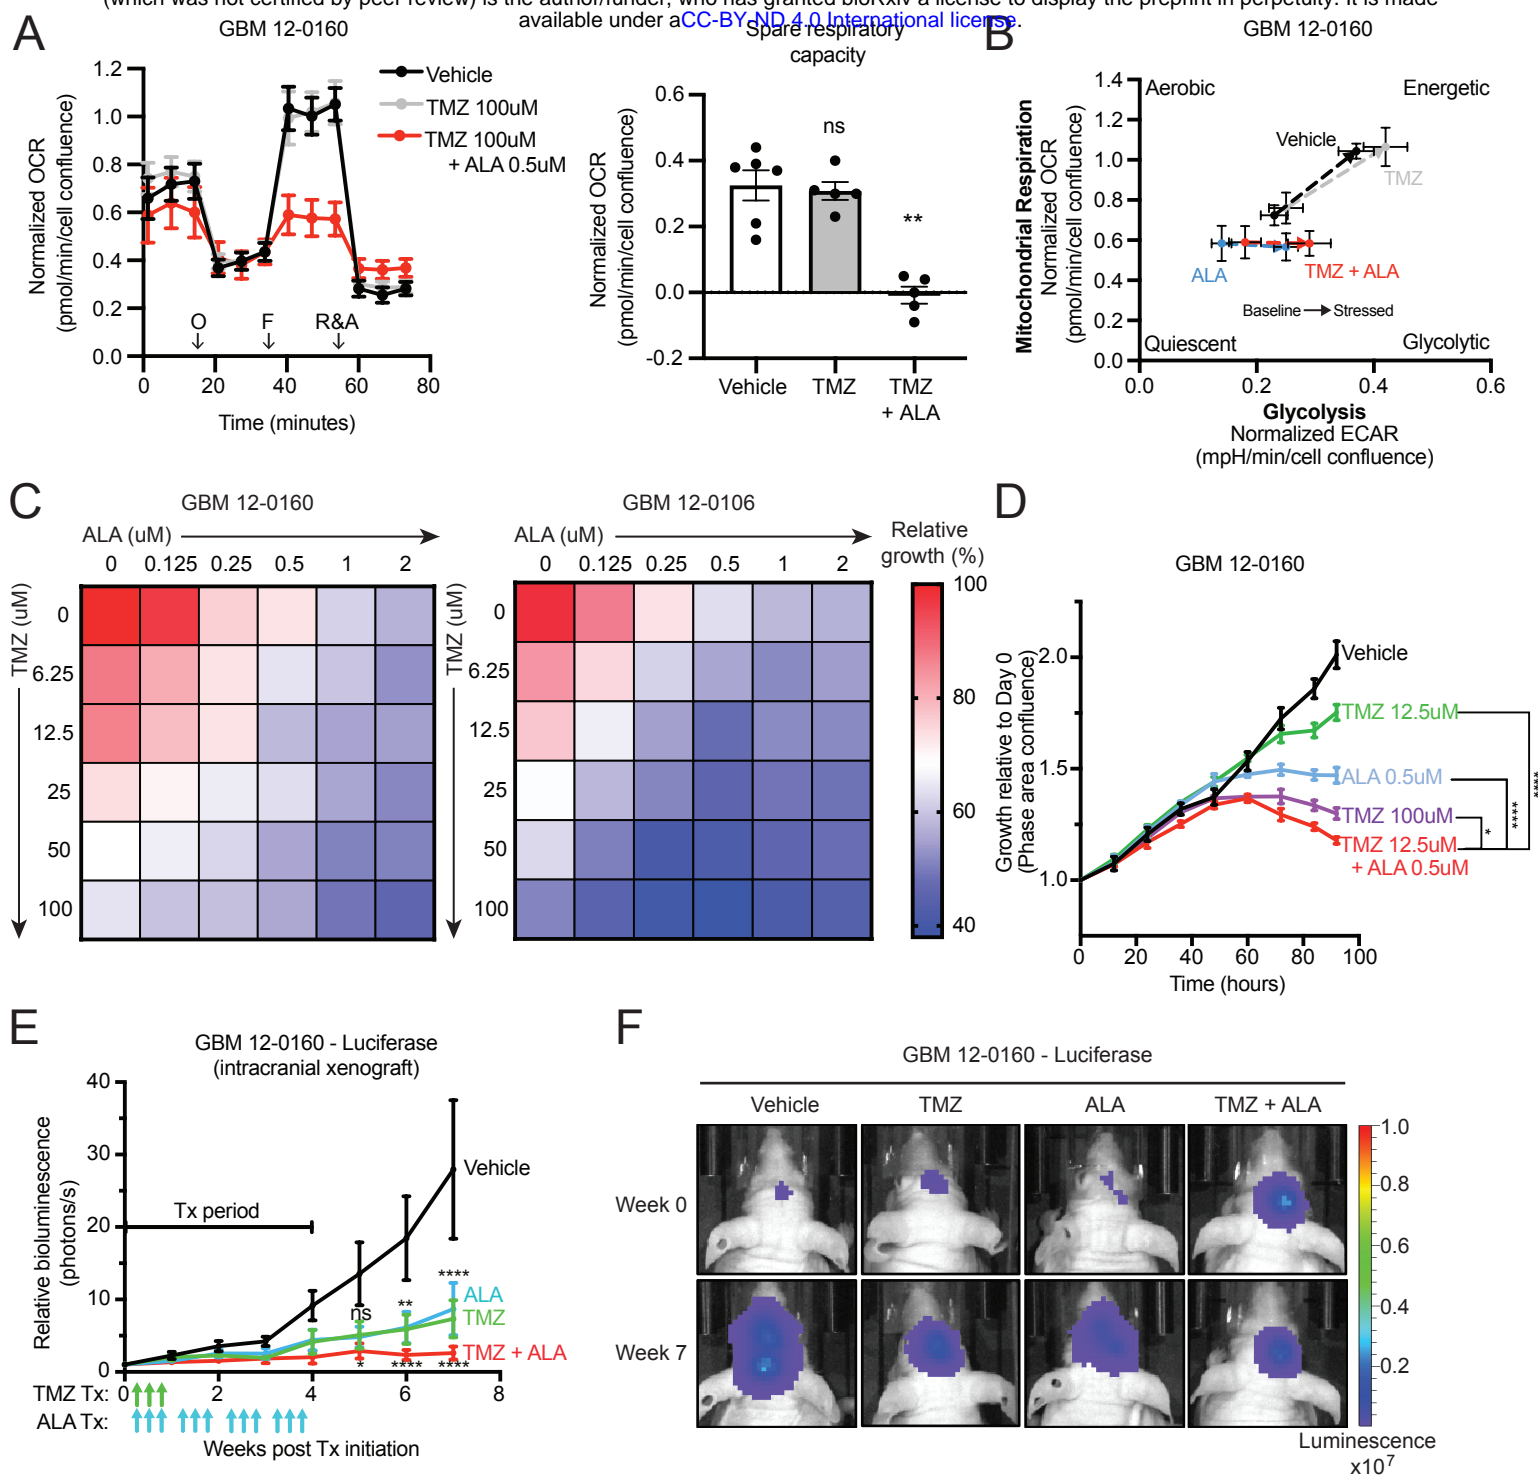 (which was not certified by peer review) is the author/funder, who has granted bioRxiv a license to display the preprint in perpetuity. It is made
available under aCC-BY-ND 4.0 International license.
A
GBM 12-0160
Normalized OCR
(pmol/min/cell confluence)
1.2
1.0
0.8
0.6
0.4
0.2
0.0
Vehicle
TMZ 100uM
TMZ 100uM
+ ALA 0.5uM
O
F
R&A
0 20 40 60 80
Time (minutes)
Spare respiratory
capacity
Normalized OCR
(pmol/min/cell confluence)
0.6
0.4
0.2
0.0
-0.2
ns
**
Vehicle
TMZ
TMZ
+ ALA
B
GBM 12-0160
Mitochondrial Respiration
Normalized OCR
(pmol/min/cell confluence)
1.4
1.2
1.0
0.8
0.6
0.4
0.2
0.0
Aerobic
Energetic
Vehicle
TMZ
ALA
TMZ + ALA
Baseline Stressed
Quiescent
Glycolytic
0.0 0.2 0.4 0.6
Glycolysis
Normalized ECAR
(mpH/min/cell confluence)
C
GBM 12-0160
ALA (uM)
0 0.125 0.25 0.5 1 2
TMZ (uM)
0
6.25
12.5
25
50
100
GBM 12-0106
ALA (uM)
0 0.125 0.25 0.5 1 2
TMZ (uM)
0
6.25
12.5
25
50
100
Relative
growth (%)
100
80
60
40
D
GBM 12-0160
Growth relative to Day 0
(Phase area confluence)
2.0
1.5
1.0
Vehicle
TMZ 12.5uM
ALA 0.5uM
TMZ 100uM
TMZ 12.5uM
+ ALA 0.5uM
*
****
****
0 20 40 60 80 100
Time (hours)
E
GBM 12-0160 - Luciferase
(intracranial xenograft)
Relative bioluminescence
(photons/s)
40
30
20
10
0
Tx period
Vehicle
ALA
TMZ
TMZ + ALA
ns
**
****
*
****
****
0 2 4 6 8
TMZ Tx:
ALA Tx:
Weeks post Tx initiation
F
GBM 12-0160 - Luciferase
Vehicle
TMZ
ALA
TMZ + ALA
Week 0
Week 7
1.0
0.8
0.6
0.4
0.2
Luminescence
x10⁷